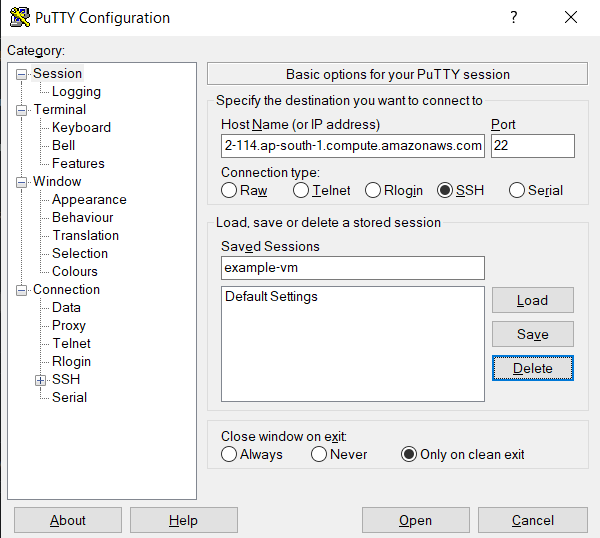 PuTTY Configuration
? ×
Category:
Session
Logging
Terminal
Keyboard
Bell
Features
Window
Appearance
Behaviour
Translation
Selection
Colours
Connection
Data
Proxy
Telnet
Rlogin
SSH
Serial
Basic options for your PuTTY session
Specify the destination you want to connect to
Host Name (or IP address) Port
2-114.ap-south-1.compute.amazonaws.com 22
Connection type:
Raw Telnet Rlogin SSH Serial
Load, save or delete a stored session
Saved Sessions
example-vm
Default Settings
Load
Save
Delete
Close window on exit:
Always Never Only on clean exit
About Help Open Cancel